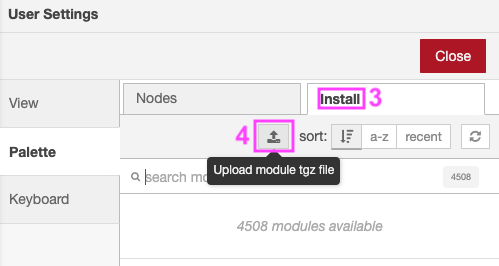 User Settings
Close
View
Nodes
Install 3
4 sort: a-z recent
Palette
Upload module tgz file
search mo 4508
Keyboard
4508 modules available